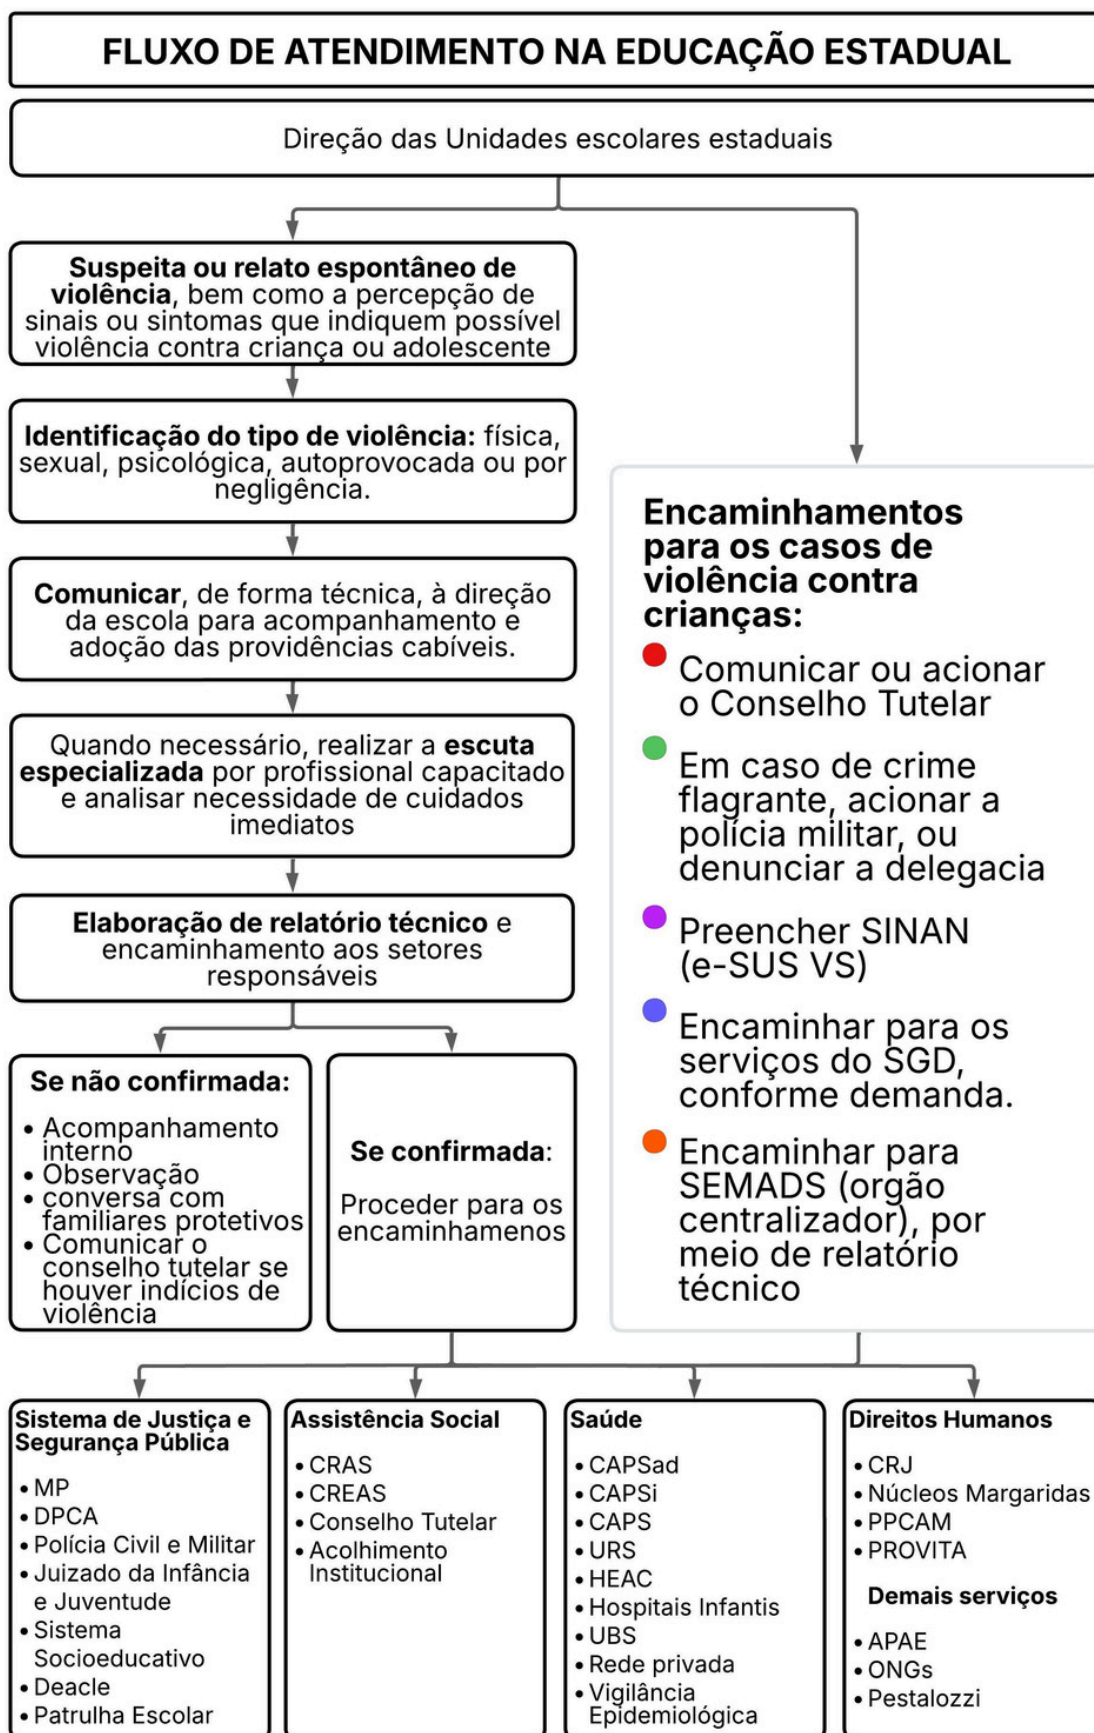 FLUXO DE ATENDIMENTO NA EDUCAÇÃO ESTADUAL
Direção das Unidades escolares estaduais
Suspeita ou relato espontâneo de
violência, bem como a percepção de
sinais ou sintomas que indiquem possível
violência contra criança ou adolescente
Identificação do tipo de violência: física,
sexual, psicológica, autoprovocada ou por
negligência.
Comunicar, de forma técnica, à direção
da escola para acompanhamento e
adoção das providências cabíveis.
Quando necessário, realizar a escuta
especializada por profissional capacitado
e analisar necessidade de cuidados
imediatos
Elaboração de relatório técnico e
encaminhamento aos setores
responsáveis
Se não confirmada:
• Acompanhamento
interno
• Observação
• conversa com
familiares protetivos
• Comunicar o
conselho tutelar se
houver indícios de
violência
Se confirmada:
Proceder para os
encaminhamenos
Encaminhamentos
para os casos de
violência contra
crianças:
Comunicar ou acionar
o Conselho Tutelar
Em caso de crime
flagrante, acionar a
polícia militar, ou
denunciar a delegacia
Preencher SINAN
(e-SUS VS)
Encaminhar para os
serviços do SGD,
conforme demanda.
Encaminhar para
SEMADS (orgão
centralizador), por
meio de relatório
técnico
Sistema de Justiça e
Segurança Pública
• MP
• DPCA
• Polícia Civil e Militar
• Juizado da Infância
e Juventude
• Sistema
Socioeducativo
• Deacle
• Patrulha Escolar
Assistência Social
• CRAS
• CREAS
• Conselho Tutelar
• Acolhimento
Institucional
Saúde
• CAPSad
• CAPSi
• CAPS
• URS
• HEAC
• Hospitais Infantis
• UBS
• Rede privada
• Vigilância
Epidemiológica
Direitos Humanos
• CRJ
• Núcleos Margaridas
• PPCAM
• PROVITA
Demais serviços
• APAE
• ONGs
• Pestalozzi